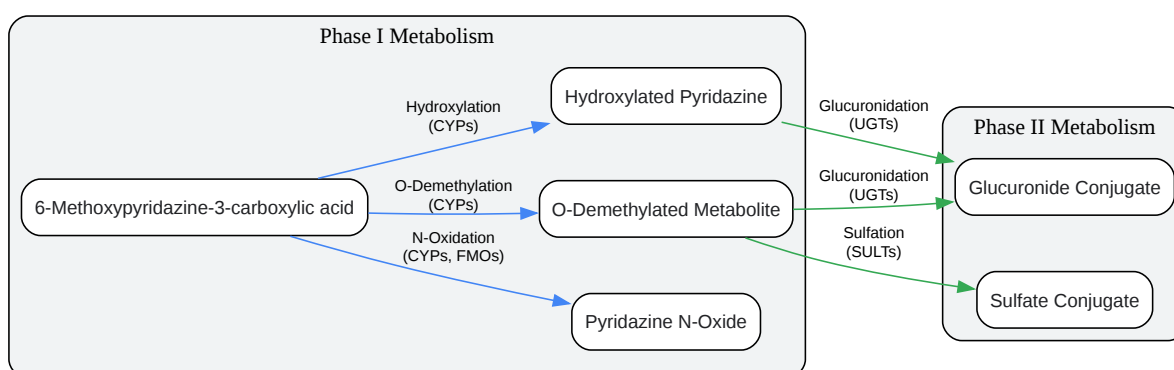 Phase I Metabolism
Hydroxylated Pyridazine
Hydroxylation
(CYPs)
Glucuronidation
(UGTs)
Phase II Metabolism
6-Methoxypyridazine-3-carboxylic acid
O-Demethylation
(CYPs)
O-Demethylated Metabolite
Glucuronidation
(UGTs)
Glucuronide Conjugate
N-Oxidation
(CYPs, FMOs)
Sulfation
(SULTs)
Pyridazine N-Oxide
Sulfate Conjugate